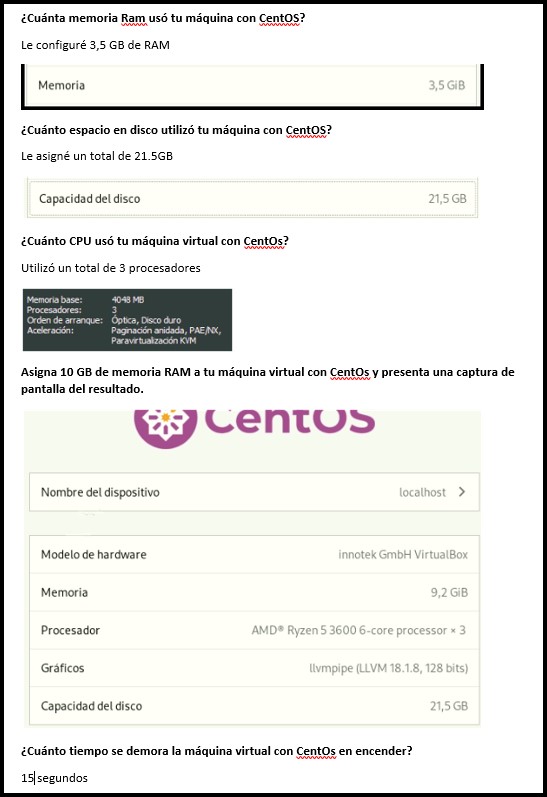 ¿Cuánta memoria Ram usó tu máquina con CentOS?
Le configuré 3,5 GB de RAM
Memoria 3,5 GiB
¿Cuánto espacio en disco utilizó tu máquina con CentOS?
Le asigné un total de 21.5GB
Capacidad del disco 21,5 GB
¿Cuánto CPU usó tu máquina virtual con CentOs?
Utilizó un total de 3 procesadores
Memoria base: 4048 MB
Procesadores: 3
Orden de arranque: Óptica, Disco duro
Aceleración: Paginación anidada, PAE/NX,
Paravirtualización KVM
Asigna 10 GB de memoria RAM a tu máquina virtual con CentOs y presenta una captura de
pantalla del resultado.
CentOS
Nombre del dispositivo localhost
Modelo de hardware innotek GmbH VirtualBox
Memoria 9,2 GiB
Procesador AMD® Ryzen 5 3600 6-core processor × 3
Gráficos llvmpipe (LLVM 18.1.8, 128 bits)
Capacidad del disco 21,5 GB
¿Cuánto tiempo se demora la máquina virtual con CentOs en encender?
15 segundos